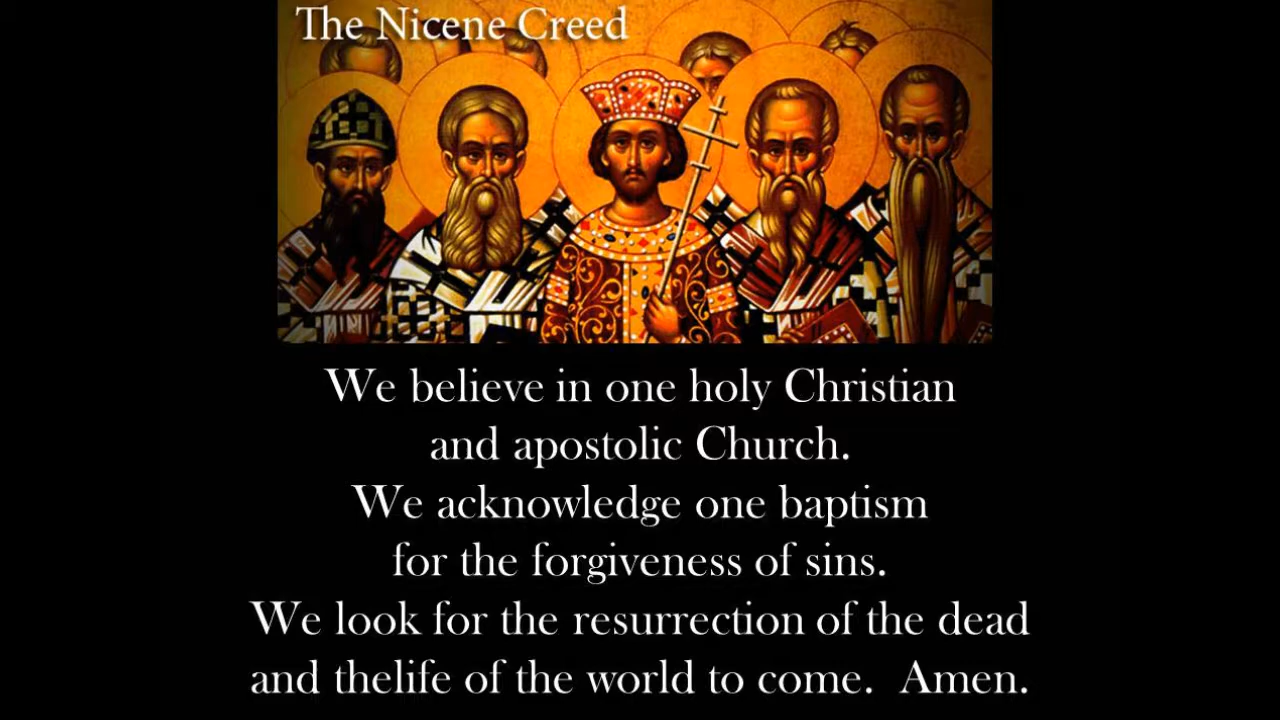 The Nicene Creed
We believe in one holy Christian
and apostolic Church.
We acknowledge one baptism
for the forgiveness of sins.
We look for the resurrection of the dead
and thelife of the world to come. Amen.